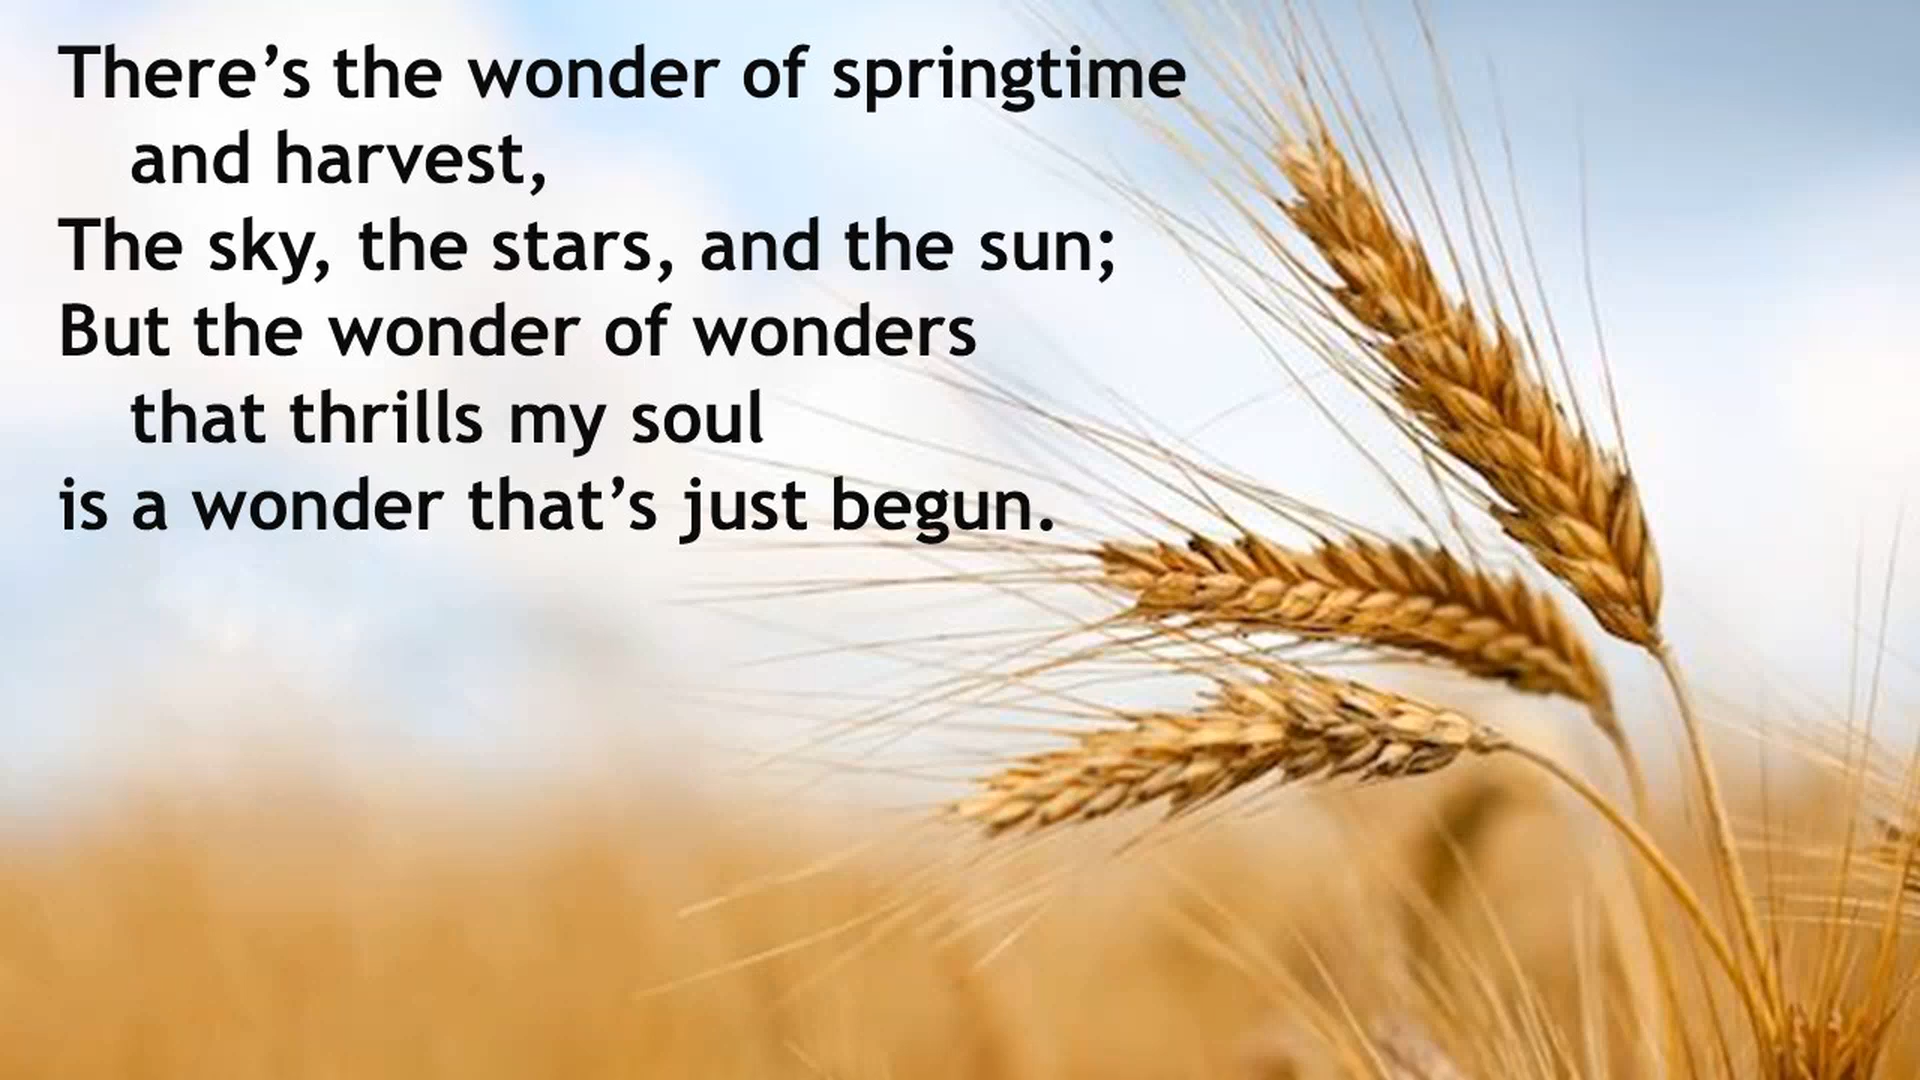 There’s the wonder of springtime
and harvest,
The sky, the stars, and the sun;
But the wonder of wonders
that thrills my soul
is a wonder that’s just begun.